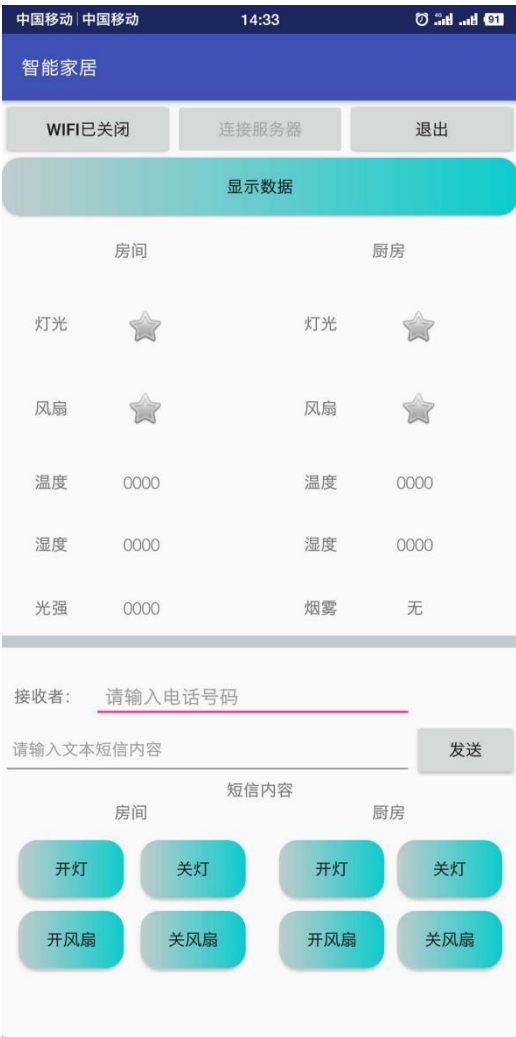 中国移动|中国移动 14:33 91
智能家居
WIFI已关闭 连接服务器 退出
显示数据
房间 厨房
灯光 灯光
风扇 风扇
温度 0000 温度 0000
湿度 0000 湿度 0000
光强 0000 烟雾 无
接收者: 请输入电话号码
请输入文本短信内容 发送
短信内容
房间 厨房
开灯 关灯 开灯 关灯
开风扇 关风扇 开风扇 关风扇